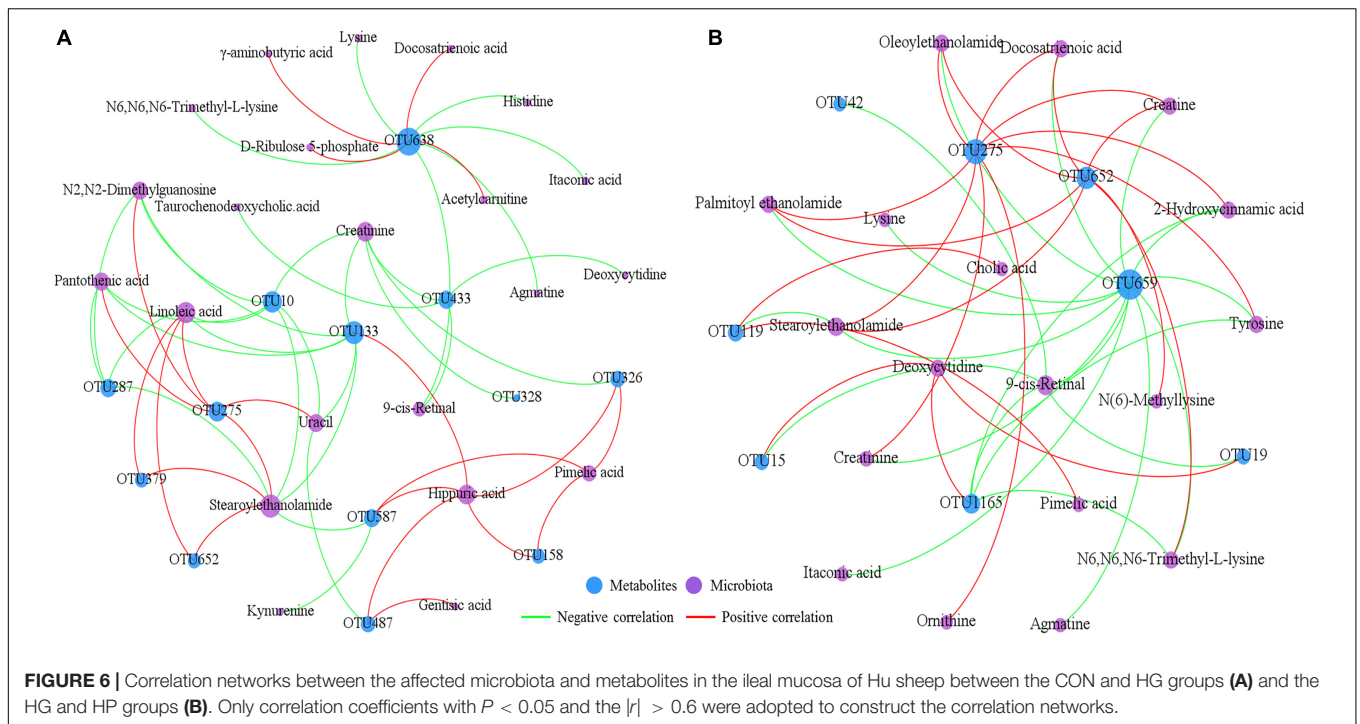 A
Lysine
γ-aminobutyric acid
Docosatrienoic acid
N6,N6,N6-Trimethyl-L-lysine
Histidine
OTU638
D-Ribulose 5-phosphate
Itaconic acid
N2,N2-Dimethylguanosine
Acetylcarnitine
Taurochenodeoxycholic.acid
Creatinine
Pantothenic acid
Deoxycytidine
Agmatine
OTU433
OTU10
Linoleic acid
OTU133
OTU287
OTU326
OTU328
OTU275
9-cis-Retinal
Uracil
OTU379
Pimelic acid
Stearoylethanolamide
Hippuric acid
OTU587
OTU652
OTU158
Kynurenine
Gentisic acid
OTU487
B
Oleoylethanolamide
Docosatrienoic acid
OTU42
Creatine
OTU275
OTU652
Palmitoyl ethanolamide
Lysine
2-Hydroxycinnamic acid
Cholic acid
OTU659
OTU119
Stearoylethanolamide
Tyrosine
Deoxycytidine
9-cis-Retinal
N(6)-Methyllysine
OTU15
Creatinine
OTU19
OTU1165
Pimelic acid
N6,N6,N6-Trimethyl-L-lysine
Itaconic acid
Ornithine
Agmatine
Metabolites
Microbiota
Negative correlation
Positive correlation
FIGURE 6 | Correlation networks between the affected microbiota and metabolites in the ileal mucosa of Hu sheep between the CON and HG groups (A) and the
HG and HP groups (B). Only correlation coefficients with P < 0.05 and the |r| > 0.6 were adopted to construct the correlation networks.